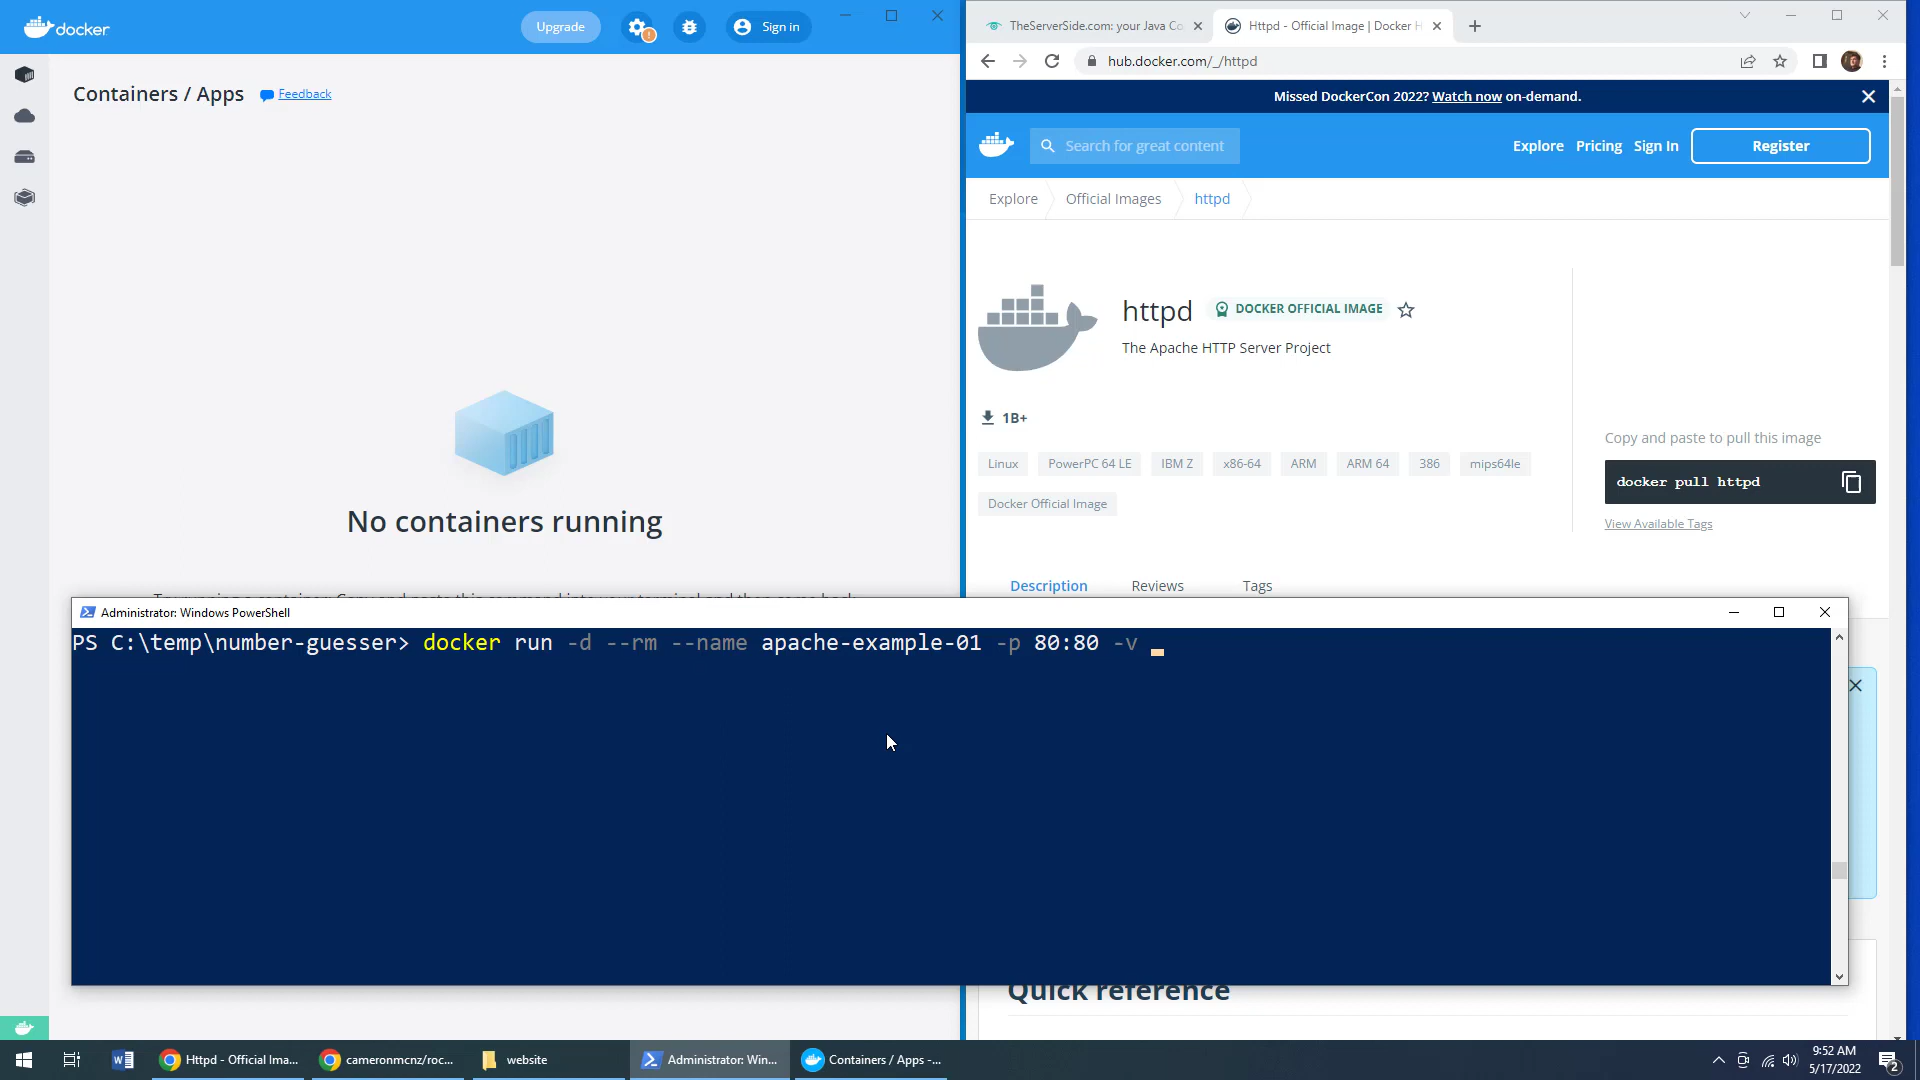 docker
Upgrade
Sign in
Containers / Apps
Feedback
No containers running
TheServerSide.com: your Java Co
Httpd - Official Image | Docker H
hub.docker.com/_/httpd
Missed DockerCon 2022? Watch now on-demand.
Search for great content
Explore
Pricing
Sign In
Register
Explore
Official Images
httpd
httpd
DOCKER OFFICIAL IMAGE
The Apache HTTP Server Project
1B+
Linux
PowerPC 64 LE
IBM Z
x86-64
ARM
ARM 64
386
mips64le
Docker Official Image
Copy and paste to pull this image
docker pull httpd
View Available Tags
Description
Reviews
Tags
Administrator: Windows PowerShell
PS C:\temp\number-guesser> docker run -d --rm --name apache-example-01 -p 80:80 -v
Quick reference
Httpd - Official Ima...
cameronmcnz/roc...
website
Administrator: Win...
Containers / Apps -...
9:52 AM
5/17/2022
2